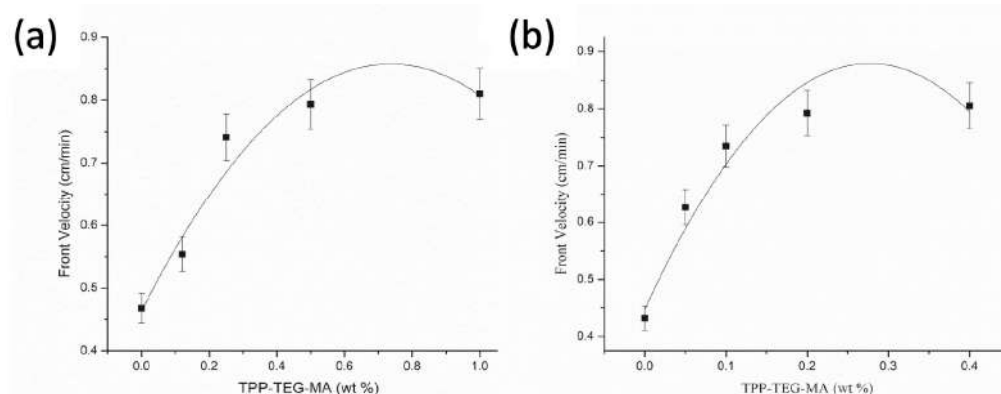 (a)
0.9
0.8
0.7
0.6
0.5
0.4
Front Velocity (cm/min)
0.0 0.2 0.4 0.6 0.8 1.0
TPP-TEG-MA (wt %)
(b)
0.9
0.8
0.7
0.6
0.5
0.4
Front Velocity (cm/min)
0.0 0.1 0.2 0.3 0.4
TPP-TEG-MA (wt %)